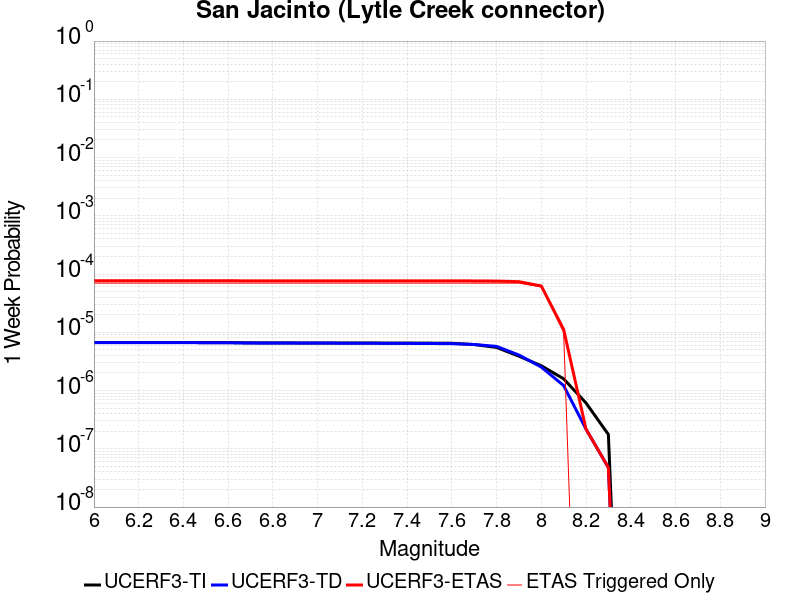 San Jacinto (Lytle Creek connector)
10^0
10^-1
10^-2
10^-3
10^-4
10^-5
10^-6
10^-7
10^-8
1 Week Probability
6 6.2 6.4 6.6 6.8 7 7.2 7.4 7.6 7.8 8 8.2 8.4 8.6 8.8 9
Magnitude
UCERF3-TI UCERF3-TD UCERF3-ETAS ETAS Triggered Only